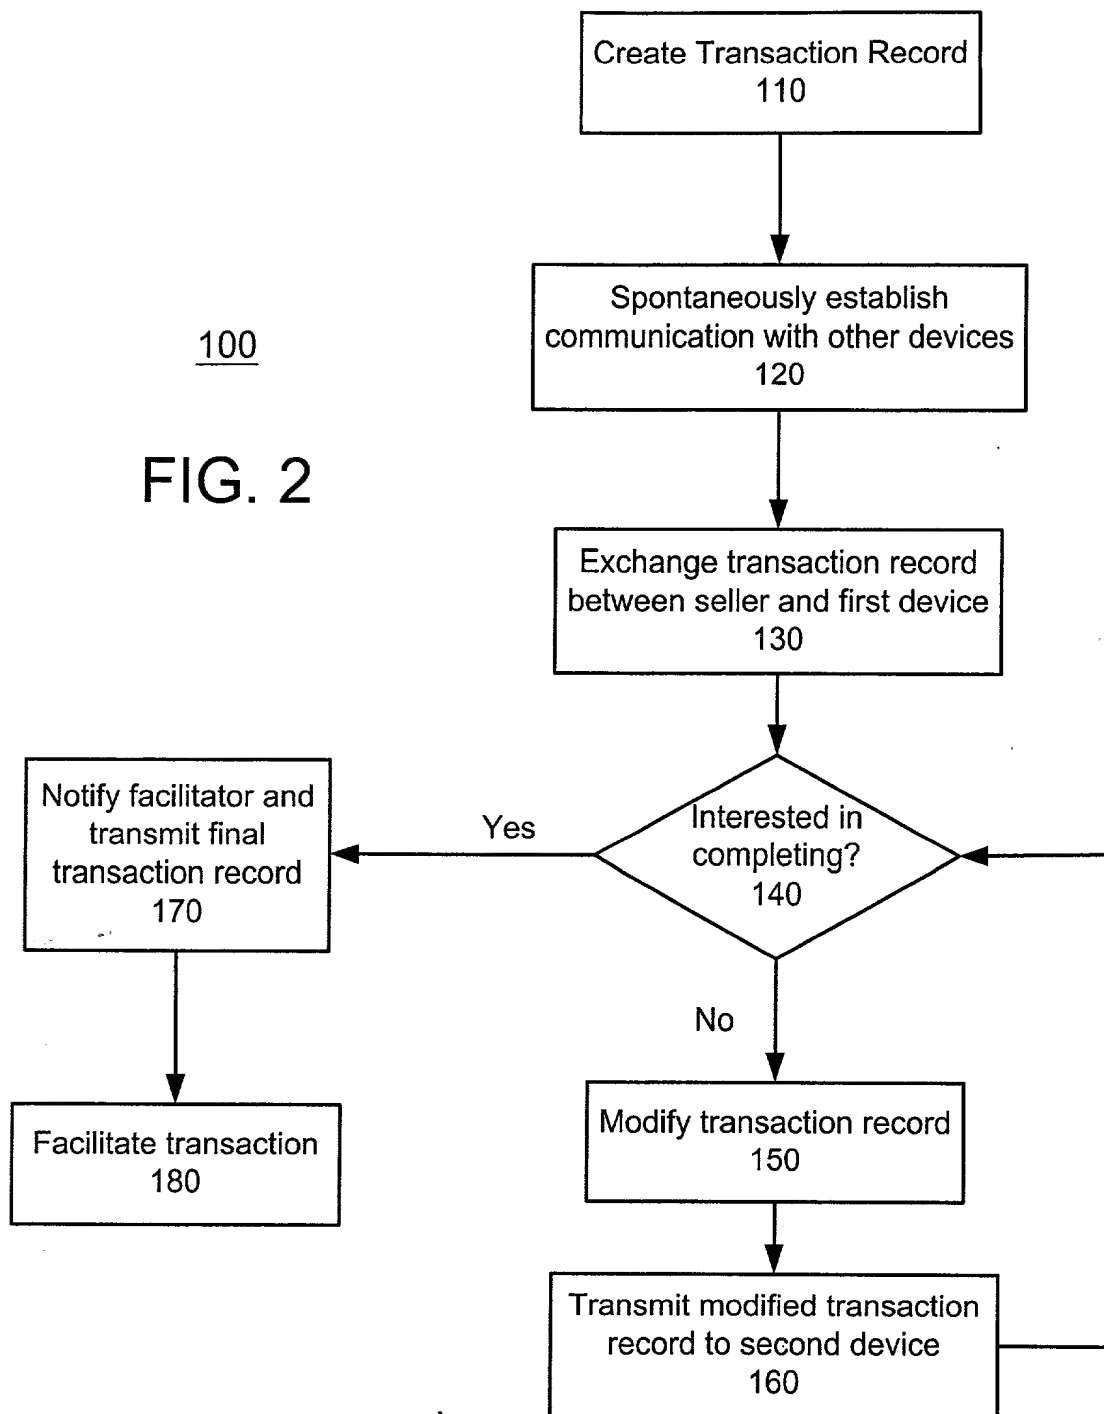 Create Transaction Record
110
Spontaneously establish
communication with other devices
120
100
FIG. 2
Exchange transaction record
between seller and first device
130
Notify facilitator and
transmit final
transaction record
170
Yes
Interested in
completing?
140
No
Facilitate transaction
180
Modify transaction record
150
Transmit modified transaction
record to second device
160